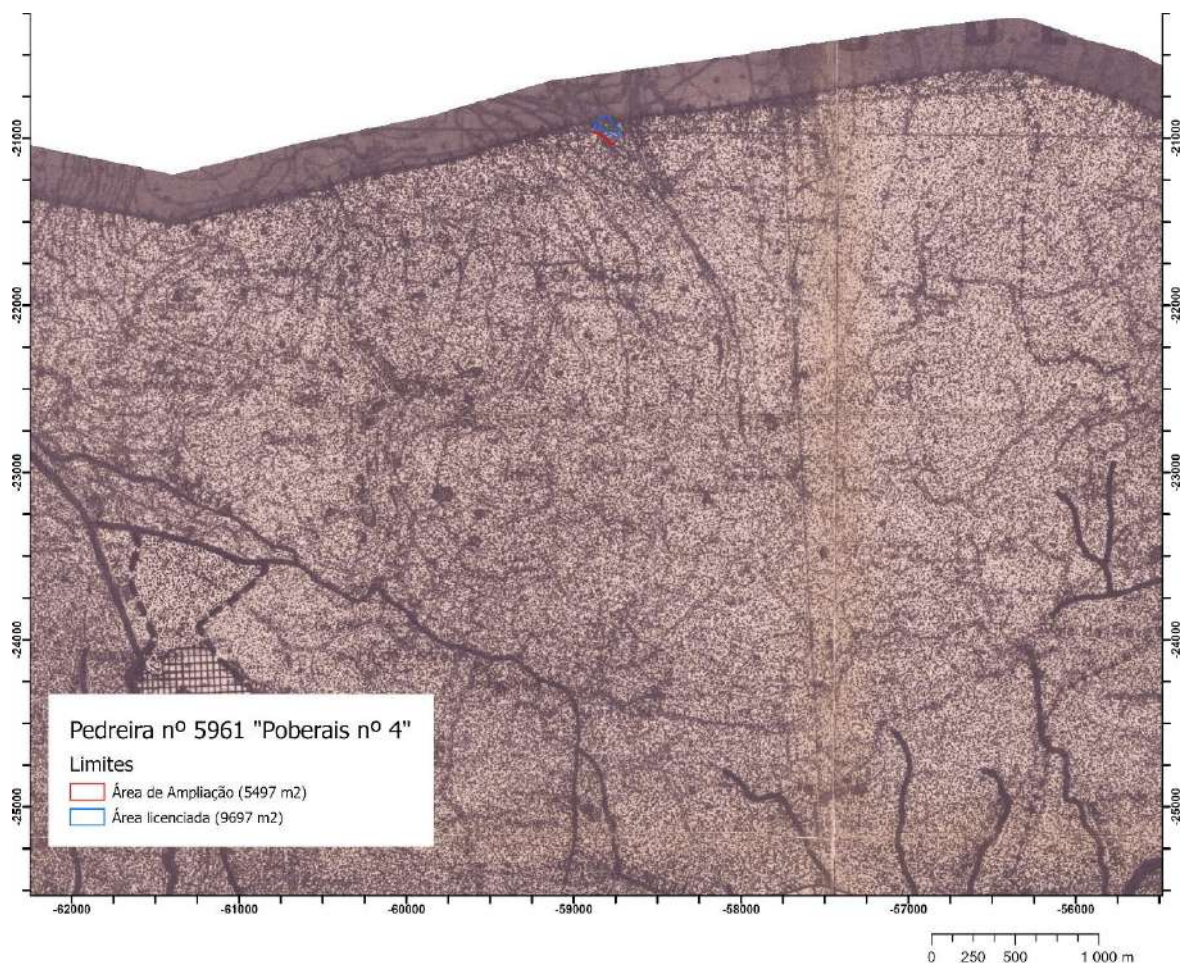 -21000
-22000
-23000
-24000
-25000
-21000
-22000
-23000
-24000
-25000
Pedreira nº 5961 "Poberais nº 4"
Limites
Área de Ampliação (5497 m2)
Área licenciada (9697 m2)
-62000 -61000 -60000 -59000 -58000 -57000 -56000
0 250 500 1 000 m